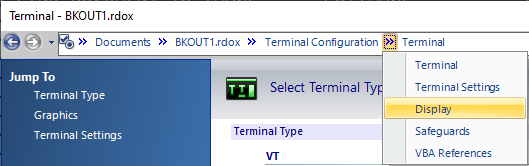 Terminal - BKOUT1.rdox
» Documents » BKOUT1.rdox » Terminal Configuration » Terminal
Jump To
Terminal Type
Graphics
Terminal Settings
Select Terminal Typ
Terminal Type
VT
Terminal
Terminal Settings
Display
Safeguards
VBA References